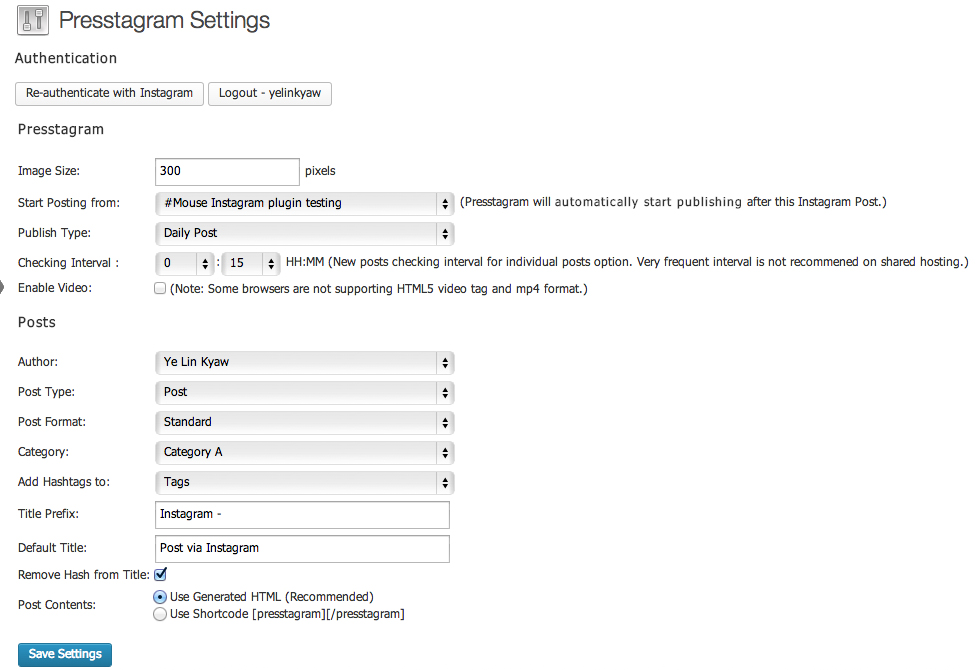 Presstagram Settings
Authentication
Re-authenticate with Instagram Logout - yelinkyaw
Presstagram
Image Size: 300 pixels
Start Posting from: #Mouse Instagram plugin testing (Presstagram will automatically start publishing after this Instagram Post.)
Publish Type: Daily Post
Checking Interval : 0 : 15 HH:MM (New posts checking interval for individual posts option. Very frequent interval is not recommened on shared hosting.)
Enable Video: (Note: Some browsers are not supporting HTML5 video tag and mp4 format.)
Posts
Author: Ye Lin Kyaw
Post Type: Post
Post Format: Standard
Category: Category A
Add Hashtags to: Tags
Title Prefix: Instagram -
Default Title: Post via Instagram
Remove Hash from Title:
Post Contents: Use Generated HTML (Recommended)
Use Shortcode [presstagram][/presstagram]
Save Settings